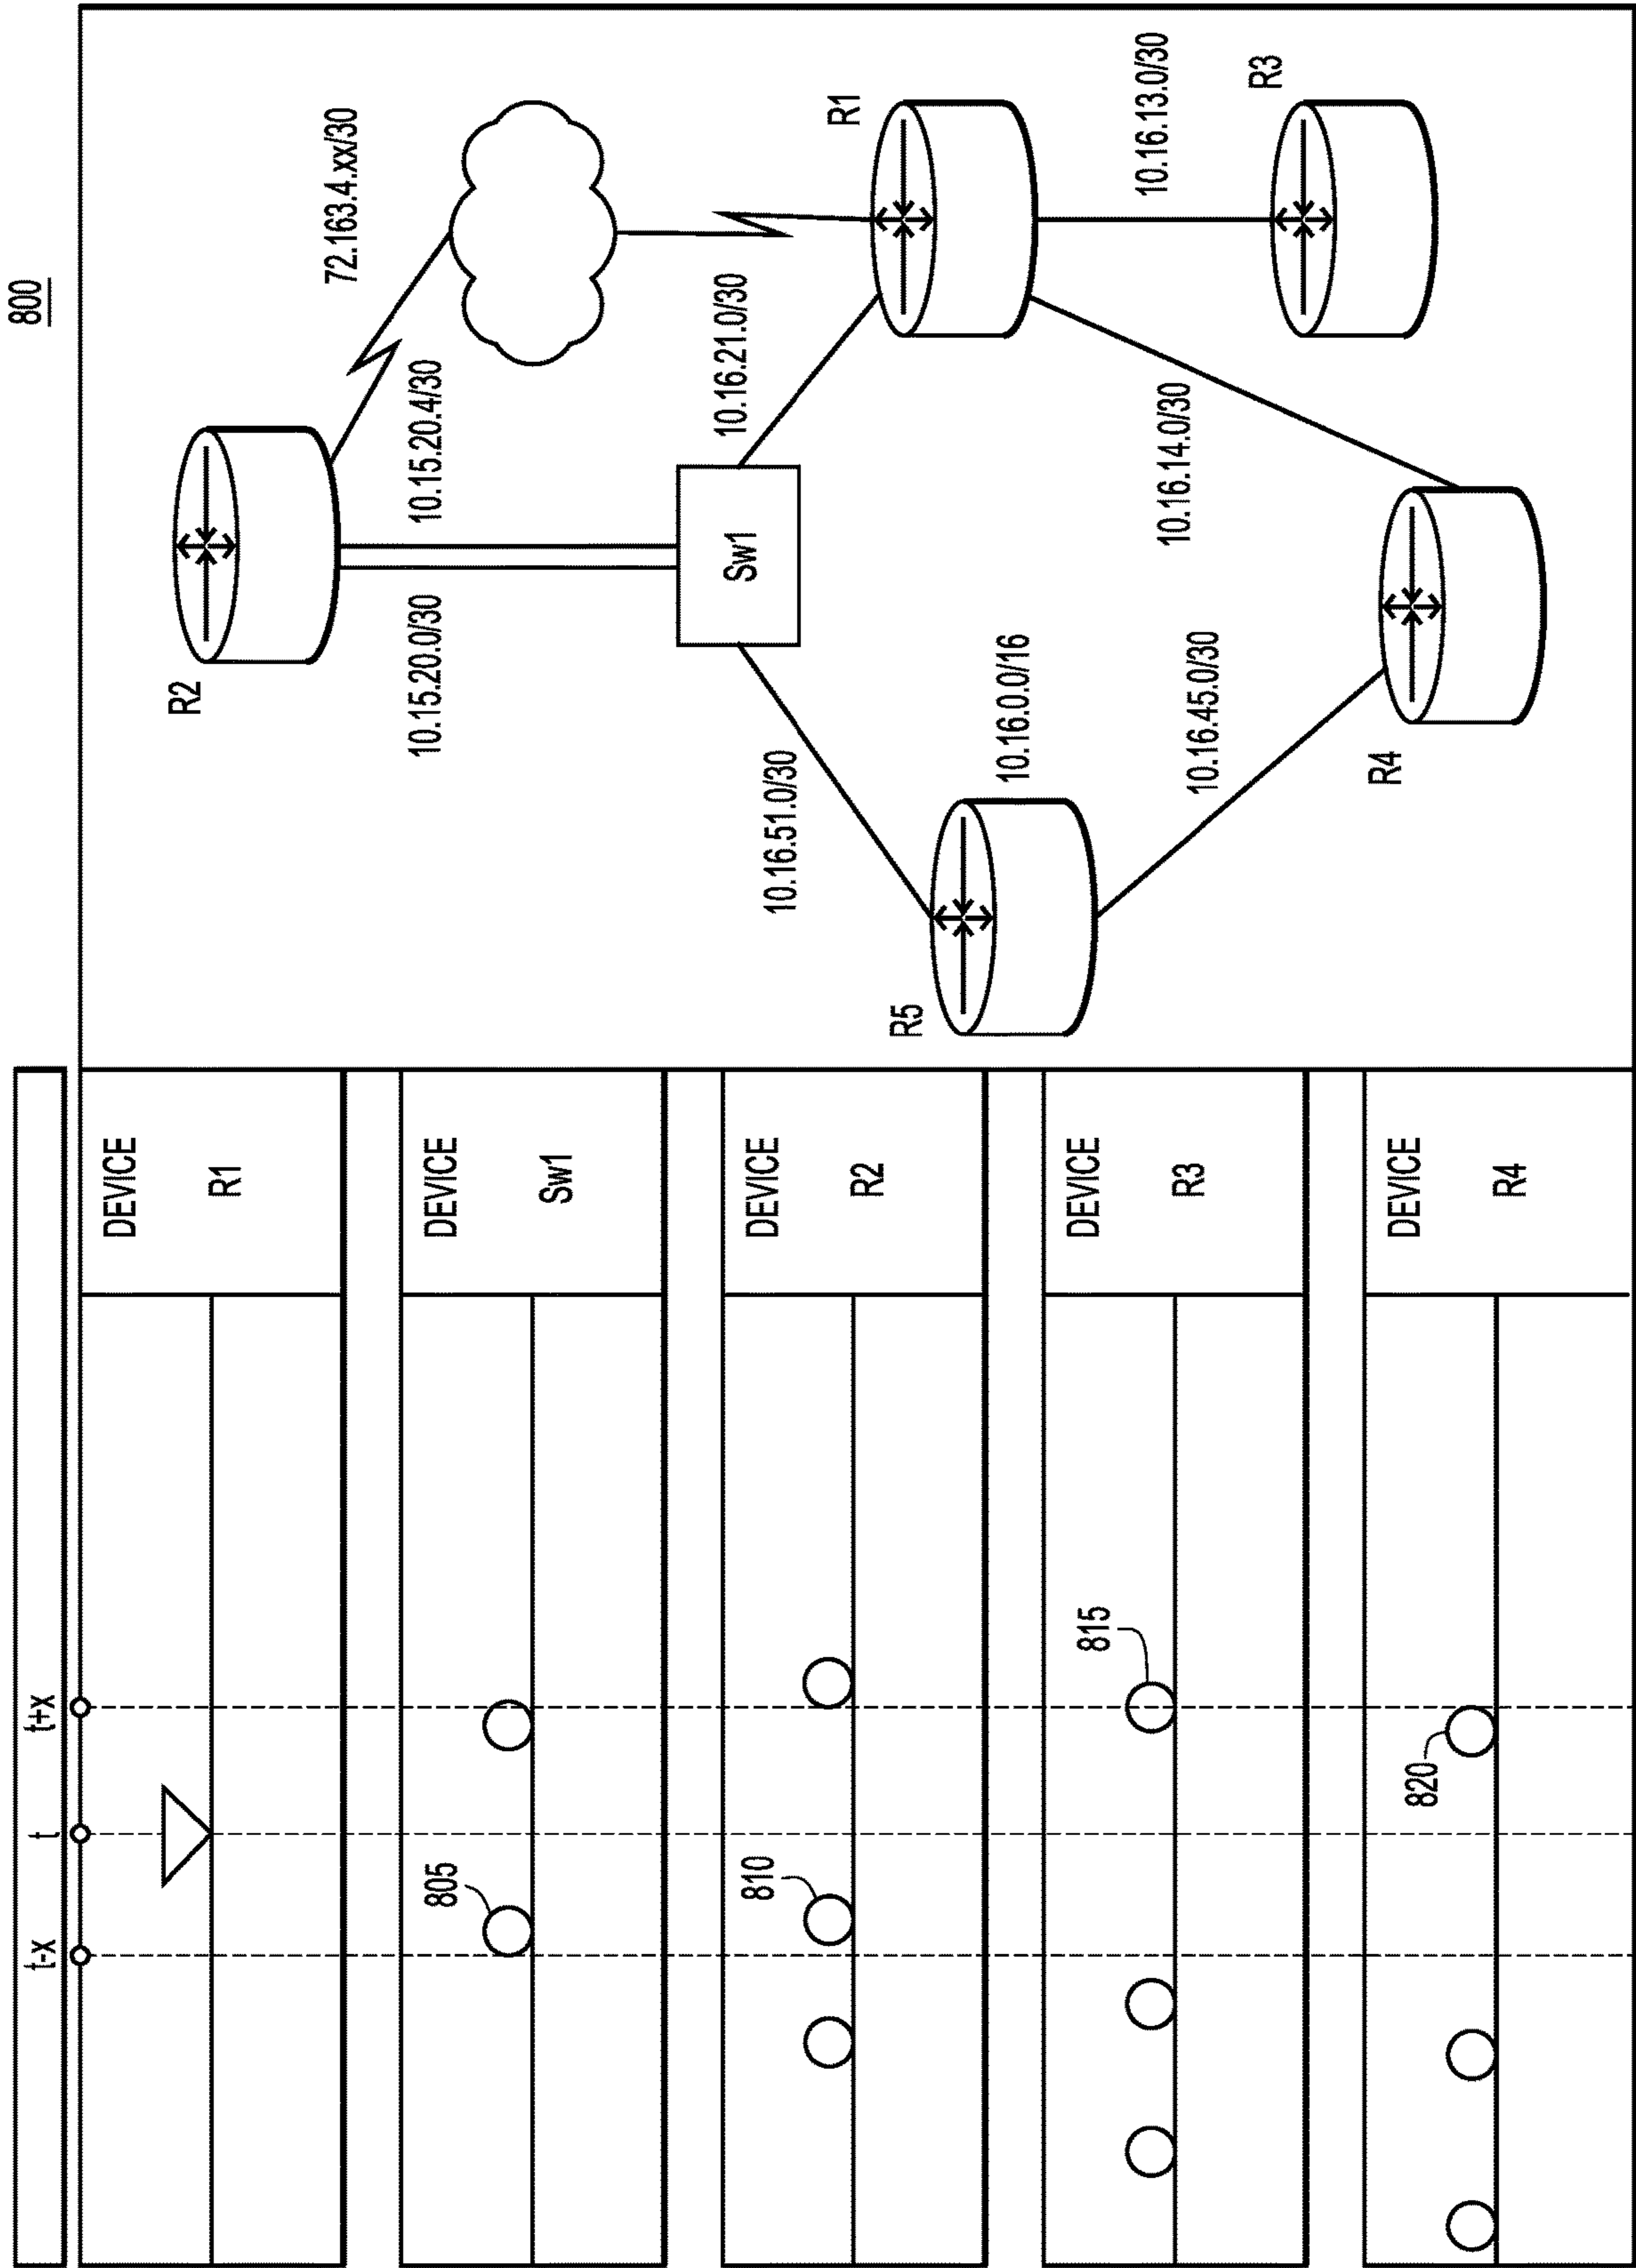 800
t-x
t
t+x
DEVICE
R1
805
DEVICE
Sw1
810
DEVICE
R2
815
DEVICE
R3
820
DEVICE
R4
R2
72.163.4.xx/30
10.15.20.0/30
10.15.20.4/30
Sw1
10.16.21.0/30
10.16.51.0/30
R1
R5
10.16.0.0/16
10.16.14.0/30
10.16.13.0/30
10.16.45.0/30
R3
R4